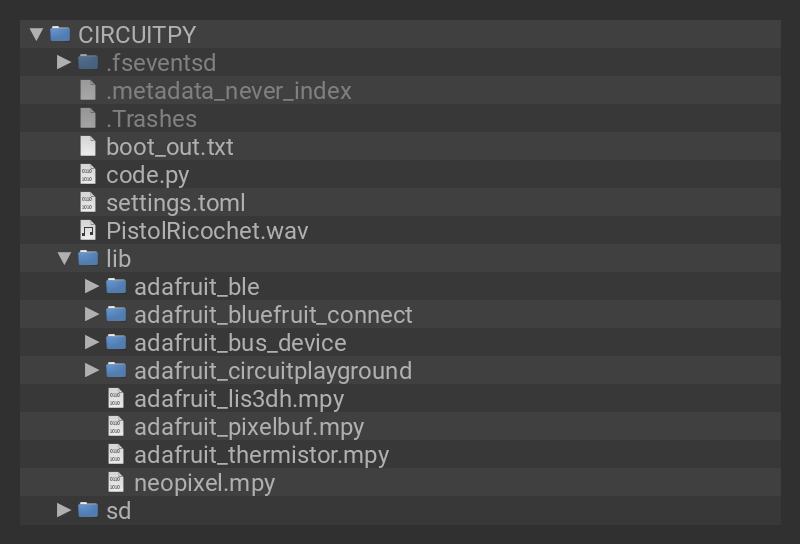 CIRCUITPY
.fseventsd
.metadata_never_index
.Trashes
boot_out.txt
code.py
settings.toml
PistolRicochet.wav
lib
adafruit_ble
adafruit_bluefruit_connect
adafruit_bus_device
adafruit_circuitplayground
adafruit_lis3dh.mpy
adafruit_pixelbuf.mpy
adafruit_thermistor.mpy
neopixel.mpy
sd